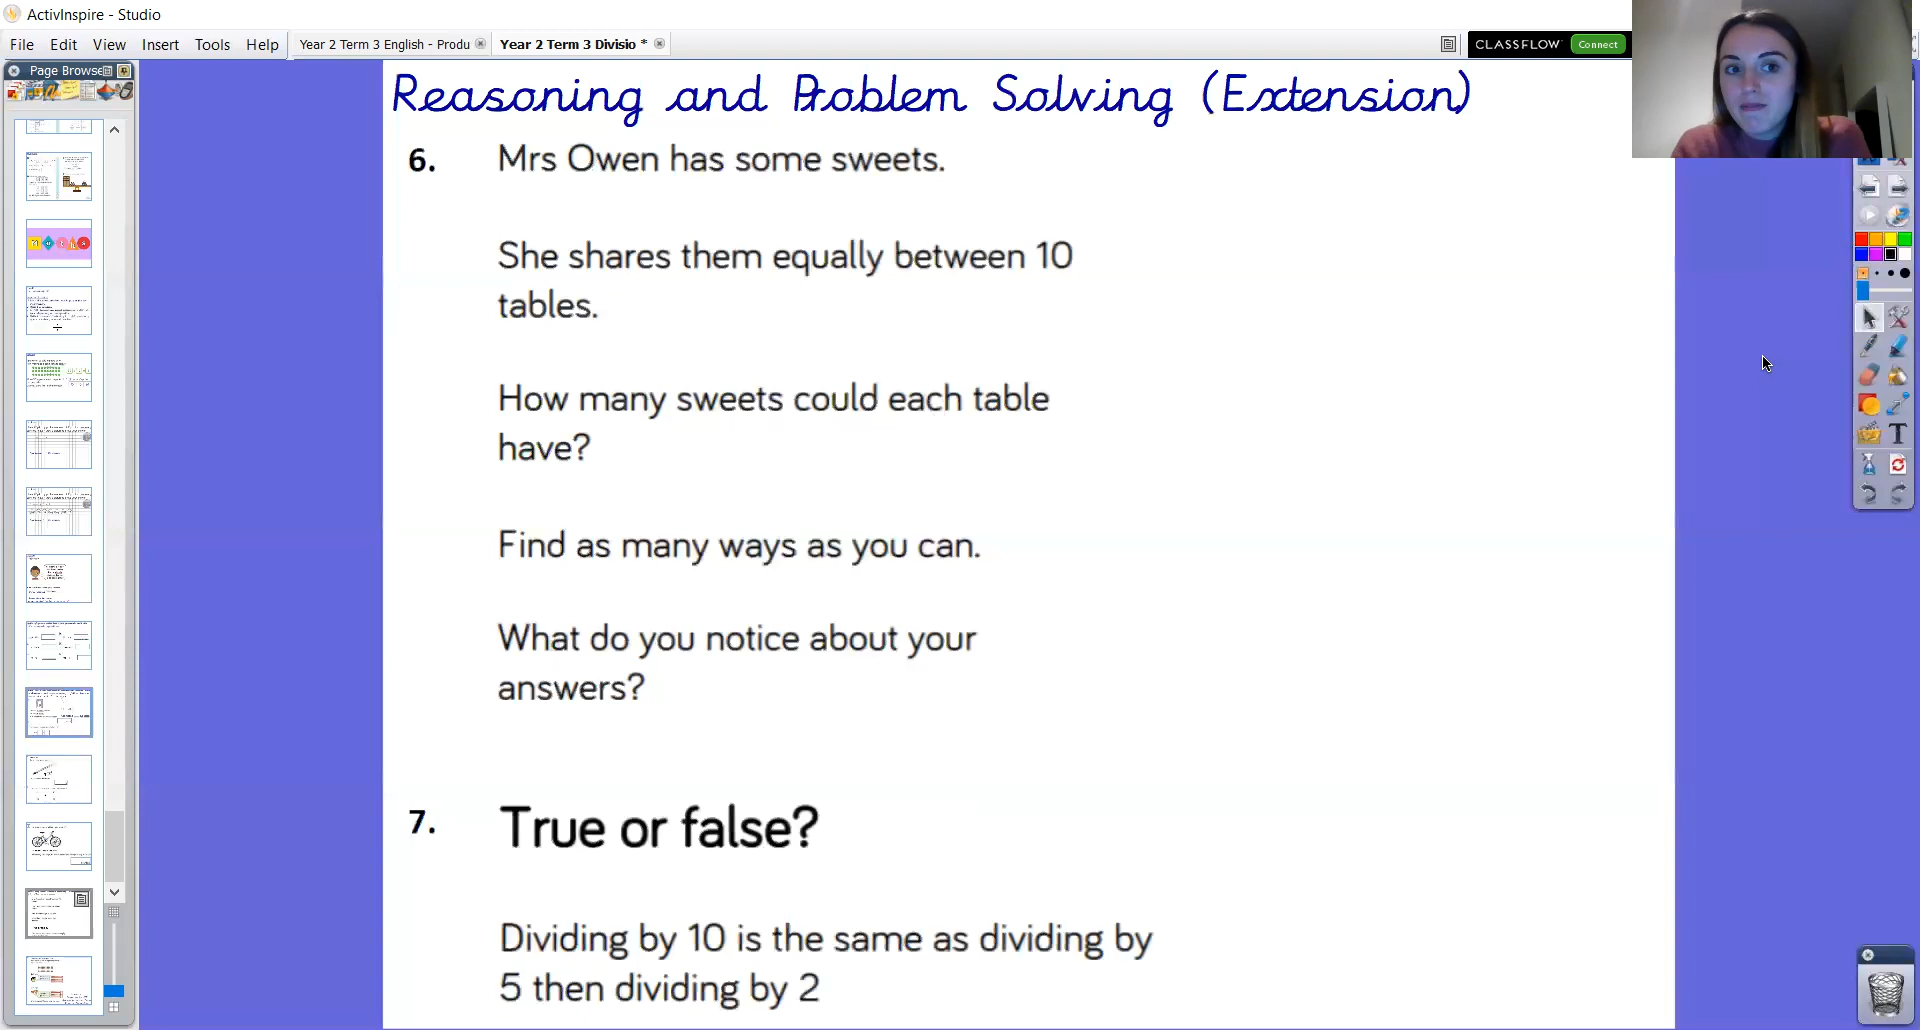 ActivInspire - Studio
File Edit View Insert Tools Help
Year 2 Term 3 English - Produ
Year 2 Term 3 Divisio *
CLASSFLOW Connect
Page Browse
Reasoning and Problem Solving (Extension)
6. Mrs Owen has some sweets.
She shares them equally between 10
tables.
How many sweets could each table
have?
Find as many ways as you can.
What do you notice about your
answers?
7. True or false?
Dividing by 10 is the same as dividing by
5 then dividing by 2